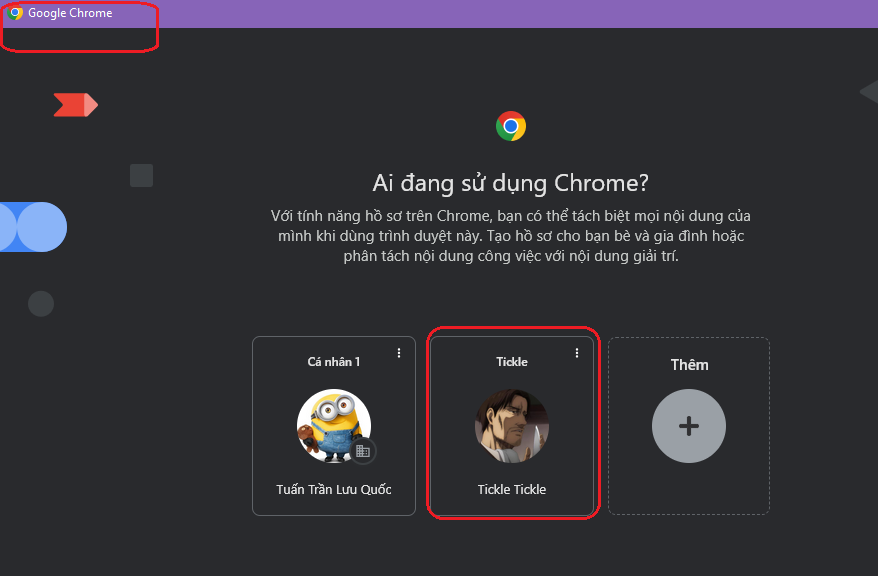 Google Chrome
Ai đang sử dụng Chrome?
Với tính năng hồ sơ trên Chrome, bạn có thể tách biệt mọi nội dung của
mình khi dùng trình duyệt này. Tạo hồ sơ cho bạn bè và gia đình hoặc
phân tách nội dung công việc với nội dung giải trí.
Cá nhân 1
Tuấn Trần Lưu Quốc
Tickle
Tickle Tickle
Thêm